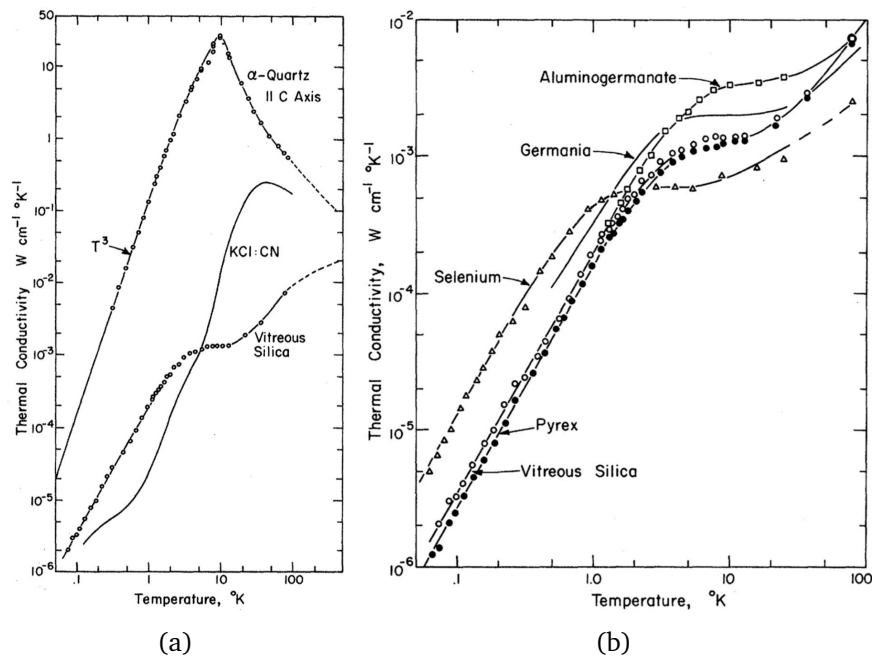 50
10
1
10⁻¹
10⁻²
10⁻³
10⁻⁴
10⁻⁵
10⁻⁶
Thermal Conductivity W cm⁻¹ °K⁻¹
α-Quartz
II C Axis
T³
KCl:CN
Vitreous
Silica
.1
1
10
100
Temperature, °K
(a)
10⁻²
10⁻³
10⁻⁴
10⁻⁵
10⁻⁶
Thermal Conductivity, W cm⁻¹ °K⁻¹
Aluminogermanate
Germania
Selenium
Pyrex
Vitreous Silica
.1
1.0
10
100
Temperature, °K
(b)